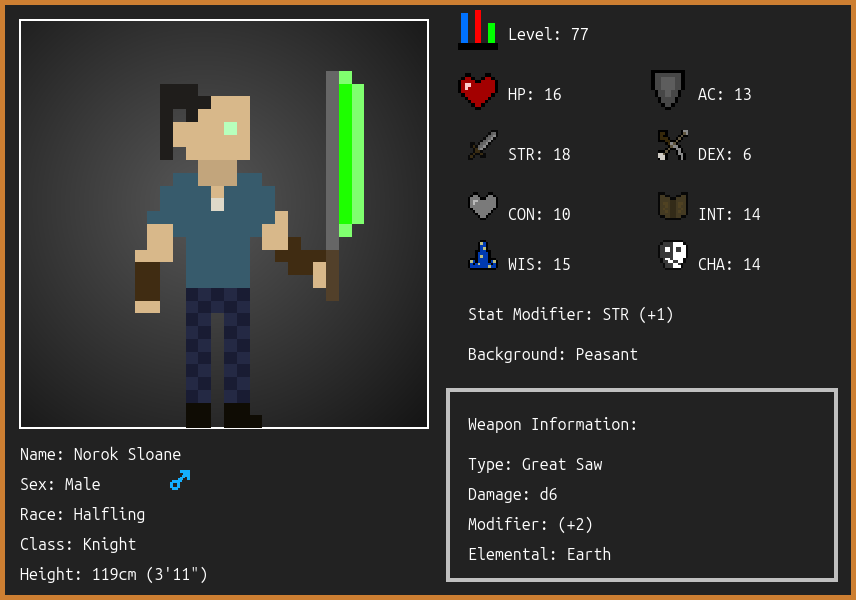 Level: 77
HP: 16
AC: 13
STR: 18
DEX: 6
CON: 10
INT: 14
WIS: 15
CHA: 14
Stat Modifier: STR (+1)
Background: Peasant
Weapon Information:
Type: Great Saw
Damage: d6
Modifier: (+2)
Elemental: Earth
Name: Norok Sloane
Sex: Male
Race: Halfling
Class: Knight
Height: 119cm (3'11")